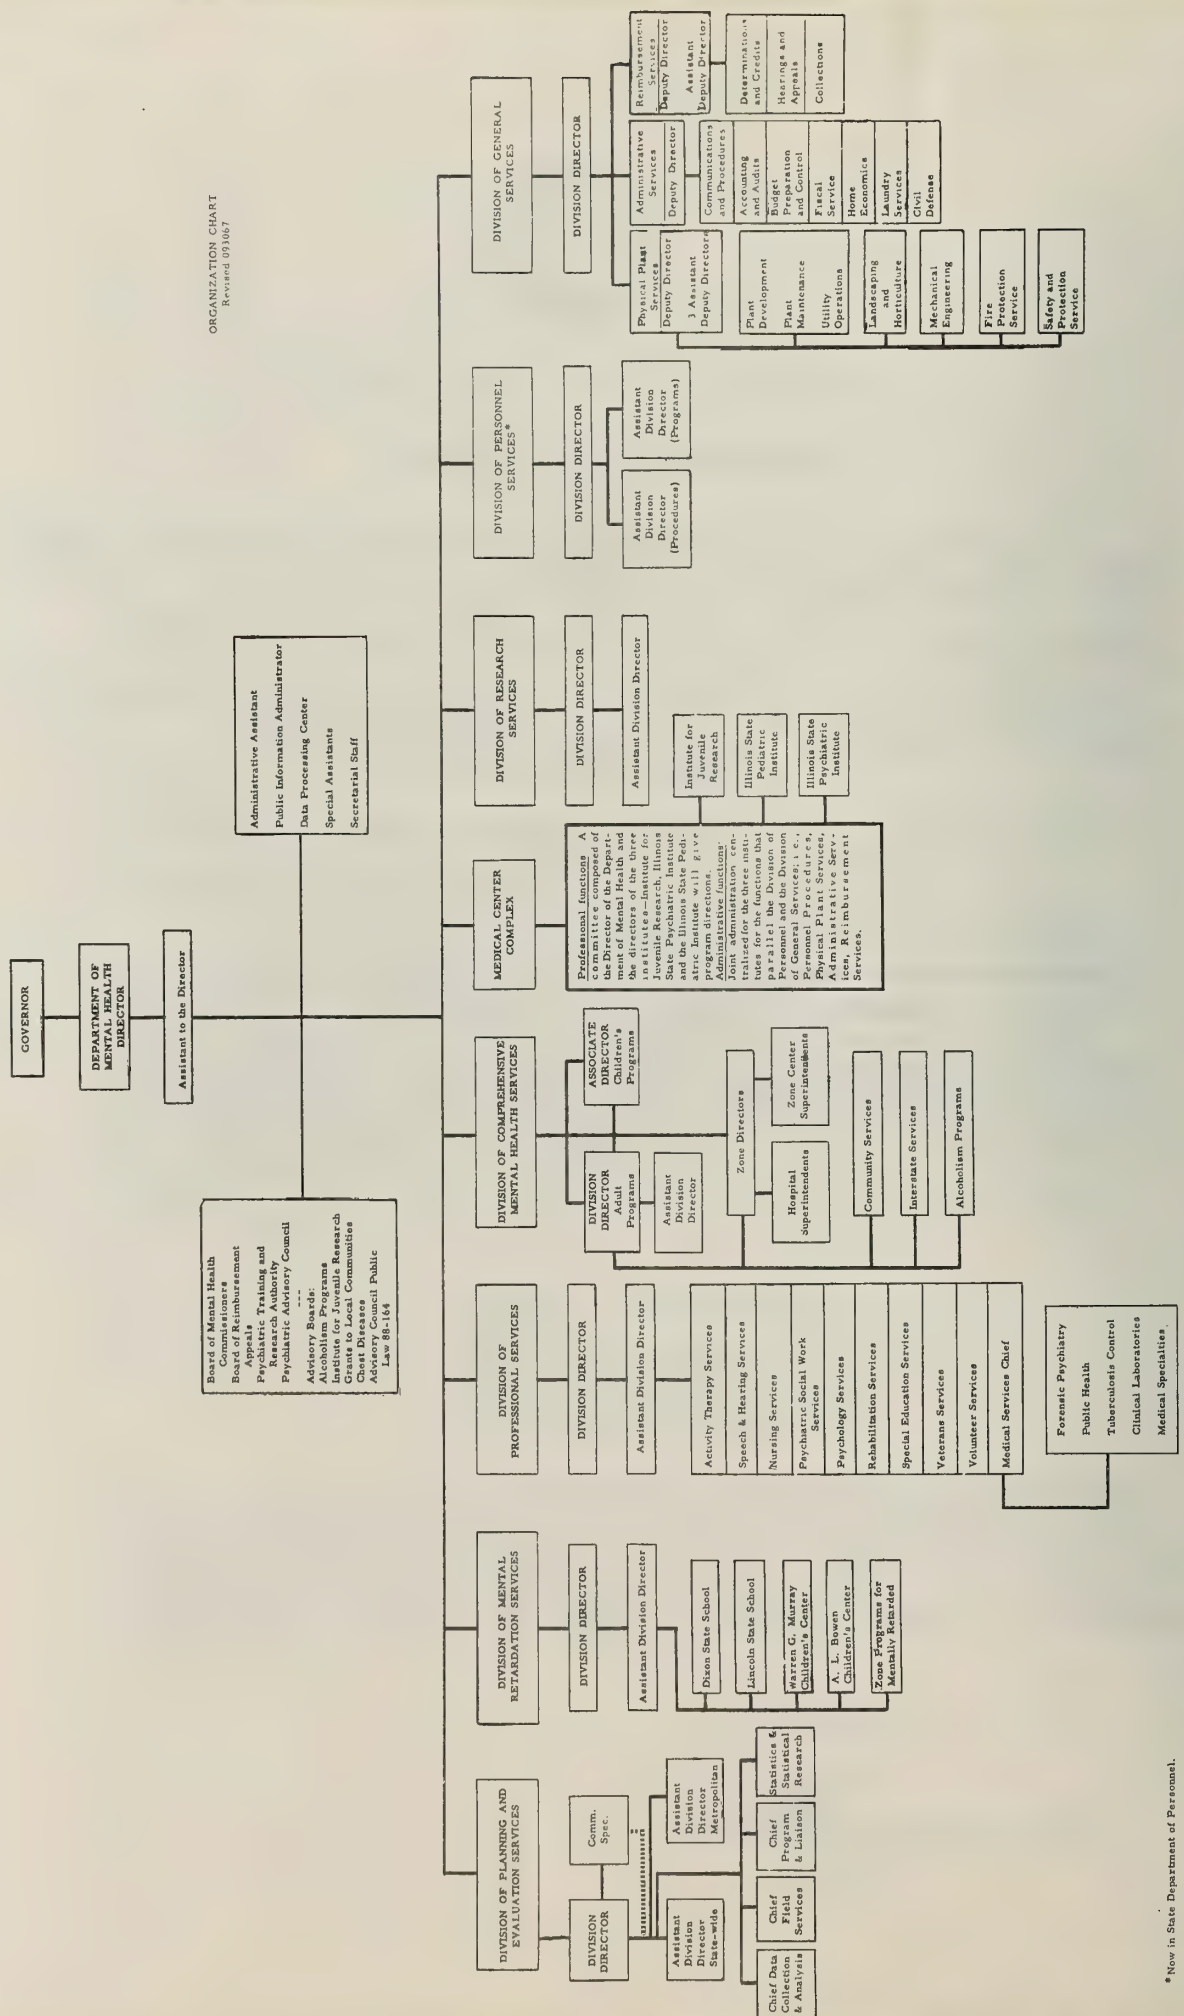 ORGANIZATION CHART
Revised 093067
GOVERNOR
DEPARTMENT OF
MENTAL HEALTH
DIRECTOR
Assistant to the Director
Board of Mental Health
Commissioners
Board of Reimbursement
Appeals
Psychiatric Training and
Research Authority
Psychiatric Advisory Council
---
Advisory Boards:
Alcoholism Programs
Institute for Juvenile Research
Grants to Local Communities
Chest Diseases
Advisory Council Public
Law 88-164
Administrative Assistant
Public Information Administrator
Data Processing Center
Special Assistants
Secretarial Staff
DIVISION OF PLANNING AND
EVALUATION SERVICES
DIVISION
DIRECTOR
Comm.
Spec.
Assistant
Division
Director
State-wide
Assistant
Division
Director
Metropolitan
Chief Data
Collection
& Analysis
Chief
Field
Services
Chief
Program
& Liaison
Statistics &
Statistical
Research
DIVISION OF MENTAL
RETARDATION SERVICES
DIVISION DIRECTOR
Assistant Division Director
Dixon State School
Lincoln State School
Warren G. Murray
Children's Center
A. L. Bowen
Children's Center
Zone Programs for
Mentally Retarded
DIVISION OF
PROFESSIONAL SERVICES
DIVISION DIRECTOR
Assistant Division Director
Activity Therapy Services
Speech & Hearing Services
Nursing Services
Psychiatric Social Work
Services
Psychology Services
Rehabilitation Services
Special Education Services
Veterans Services
Volunteer Services
Medical Services Chief
Forensic Psychiatry
Public Health
Tuberculosis Control
Clinical Laboratories
Medical Specialties.
DIVISION OF COMPREHENSIVE
MENTAL HEALTH SERVICES
DIVISION
DIRECTOR
Adult
Programs
ASSOCIATE
DIRECTOR
Children's
Programs
Assistant
Division
Director
Zone Directors
Hospital
Superintendents
Zone Center
Superintendents
Community Services
Interstate Services
Alcoholism Programs
MEDICAL CENTER
COMPLEX
Professional functions A
committee composed of
the Director of the Depart-
ment of Mental Health and
the directors of the three
institutes—Institute for
Juvenile Research, Illinois
State Psychiatric Institute
and the Illinois State Pedi-
atric Institute will give
program directions.
Administrative functions:
Joint administration cen-
tralized for the three insti-
tutes for the functions that
parallel the Division of
Personnel and the Division
of General Services; i e.,
Personnel Procedures,
Physical Plant Services,
Administrative Serv-
ices, Reimbursement
Services.
Institute for
Juvenile
Research
Illinois State
Pediatric
Institute
Illinois State
Psychiatric
Institute
DIVISION OF RESEARCH
SERVICES
DIVISION DIRECTOR
Assistant Division Director
DIVISION OF PERSONNEL
SERVICES*
DIVISION DIRECTOR
Assistant
Division
Director
(Procedures)
Assistant
Division
Director
(Programs)
DIVISION OF GENERAL
SERVICES
DIVISION DIRECTOR
Physical Plant
Services
Deputy Director
3 Assistant
Deputy Directors
Plant
Development
Plant
Maintenance
Utility
Operations
Landscaping
and
Horticulture
Mechanical
Engineering
Fire
Protection
Service
Safety and
Protection
Service
Administrative
Services
Deputy Director
Communications
and Procedures
Accounting
and Audits
Budget
Preparation
and Control
Fiscal
Service
Home
Economics
Laundry
Services
Civil
Defense
Reimbursement
Services
Deputy Director
Assistant
Deputy Director
Determinations
and Credits
Hearings and
Appeals
Collections
*Now in State Department of Personnel.